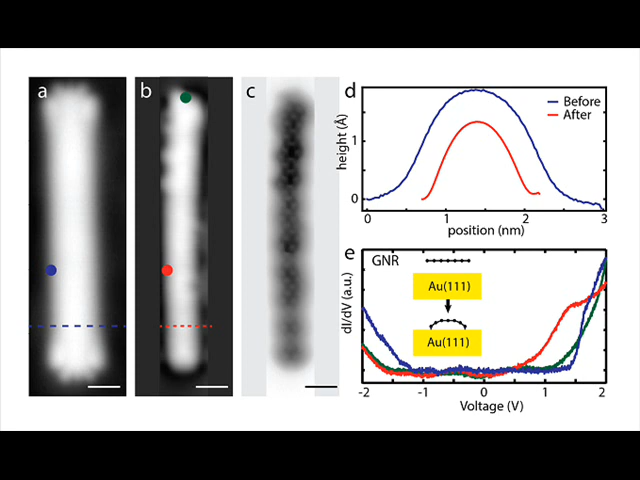 a
b
c
d
Before
After
height (Å)
1
0
0
1
2
3
position (nm)
e
GNR
Au(111)
Au(111)
dI/dV (a.u.)
-2
-1
0
1
2
Voltage (V)